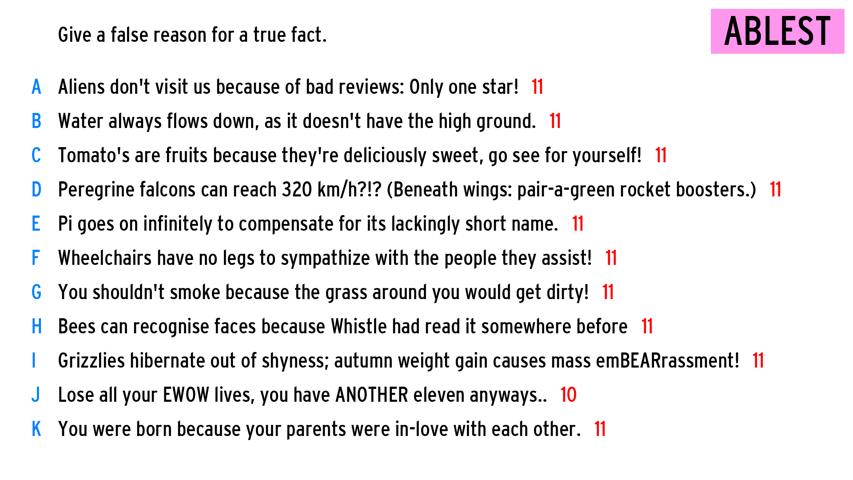 Give a false reason for a true fact.
ABLEST
A Aliens don't visit us because of bad reviews: Only one star! 11
B Water always flows down, as it doesn't have the high ground. 11
C Tomato's are fruits because they're deliciously sweet, go see for yourself! 11
D Peregrine falcons can reach 320 km/h?!? (Beneath wings: pair-a-green rocket boosters.) 11
E Pi goes on infinitely to compensate for its lackingly short name. 11
F Wheelchairs have no legs to sympathize with the people they assist! 11
G You shouldn't smoke because the grass around you would get dirty! 11
H Bees can recognise faces because Whistle had read it somewhere before 11
I Grizzlies hibernate out of shyness; autumn weight gain causes mass emBEARrassment! 11
J Lose all your EWOW lives, you have ANOTHER eleven anyways.. 10
K You were born because your parents were in-love with each other. 11